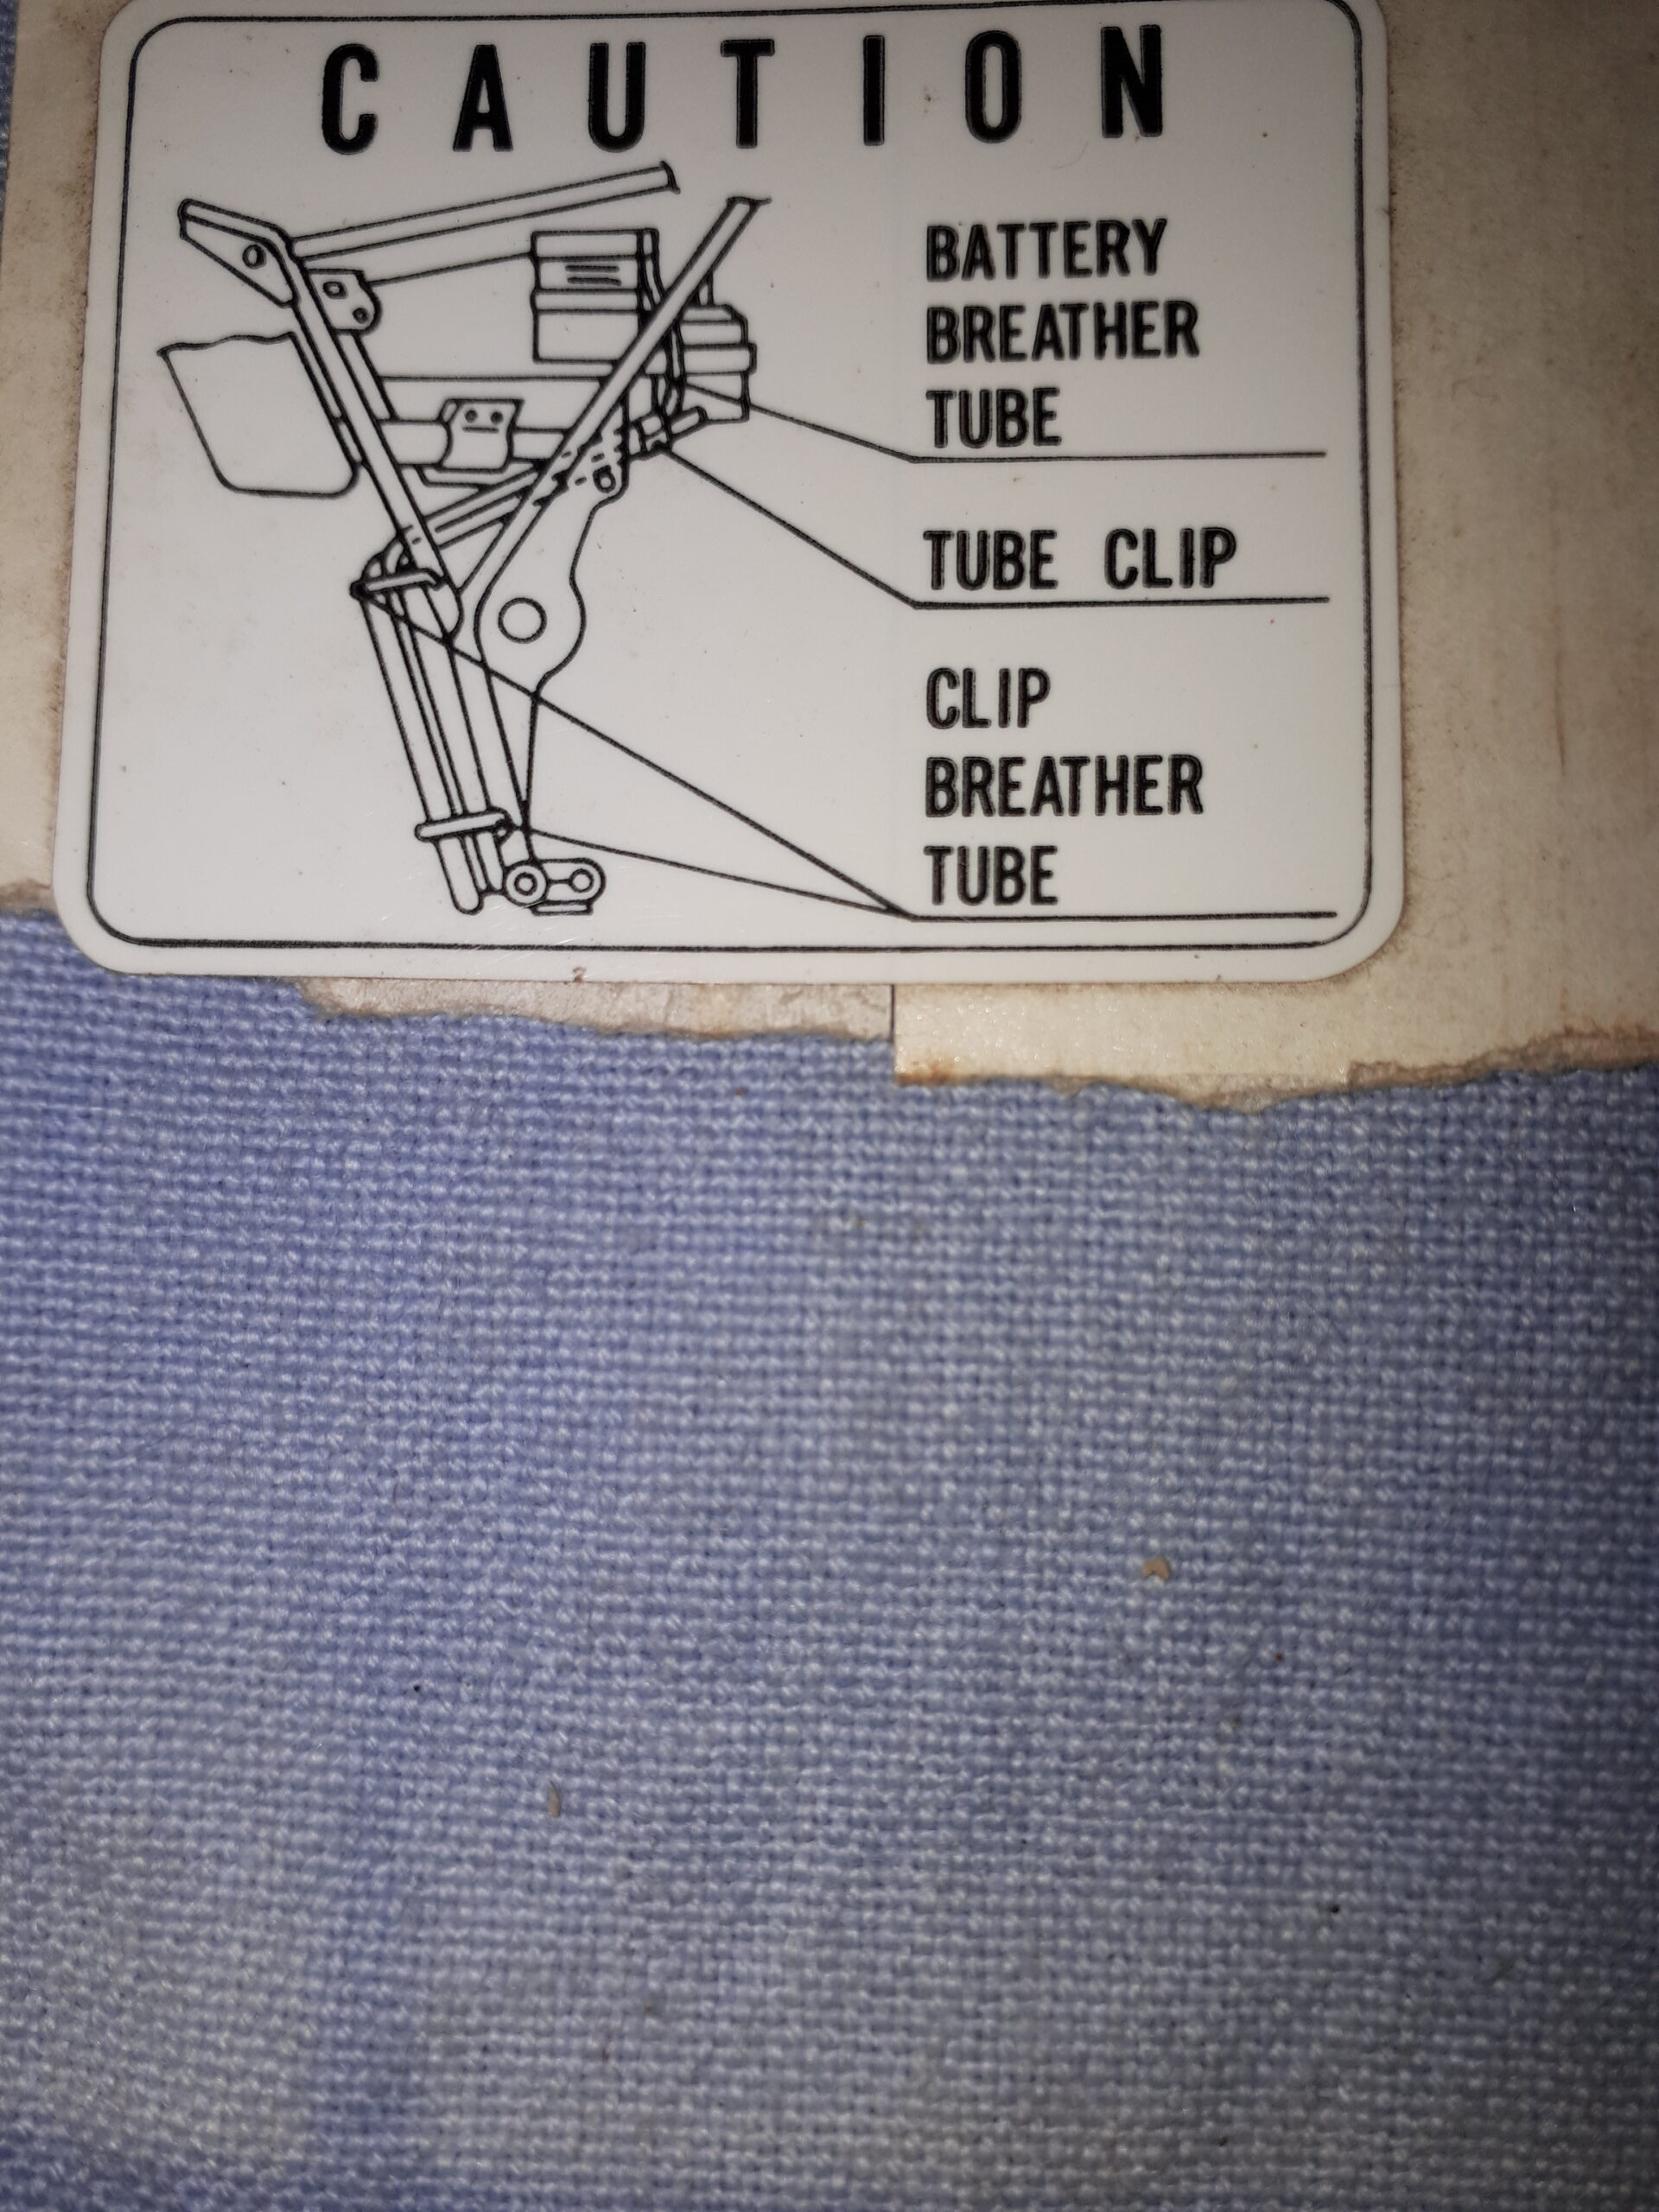 CAUTION
BATTERY
BREATHER
TUBE
TUBE CLIP
CLIP
BREATHER
TUBE